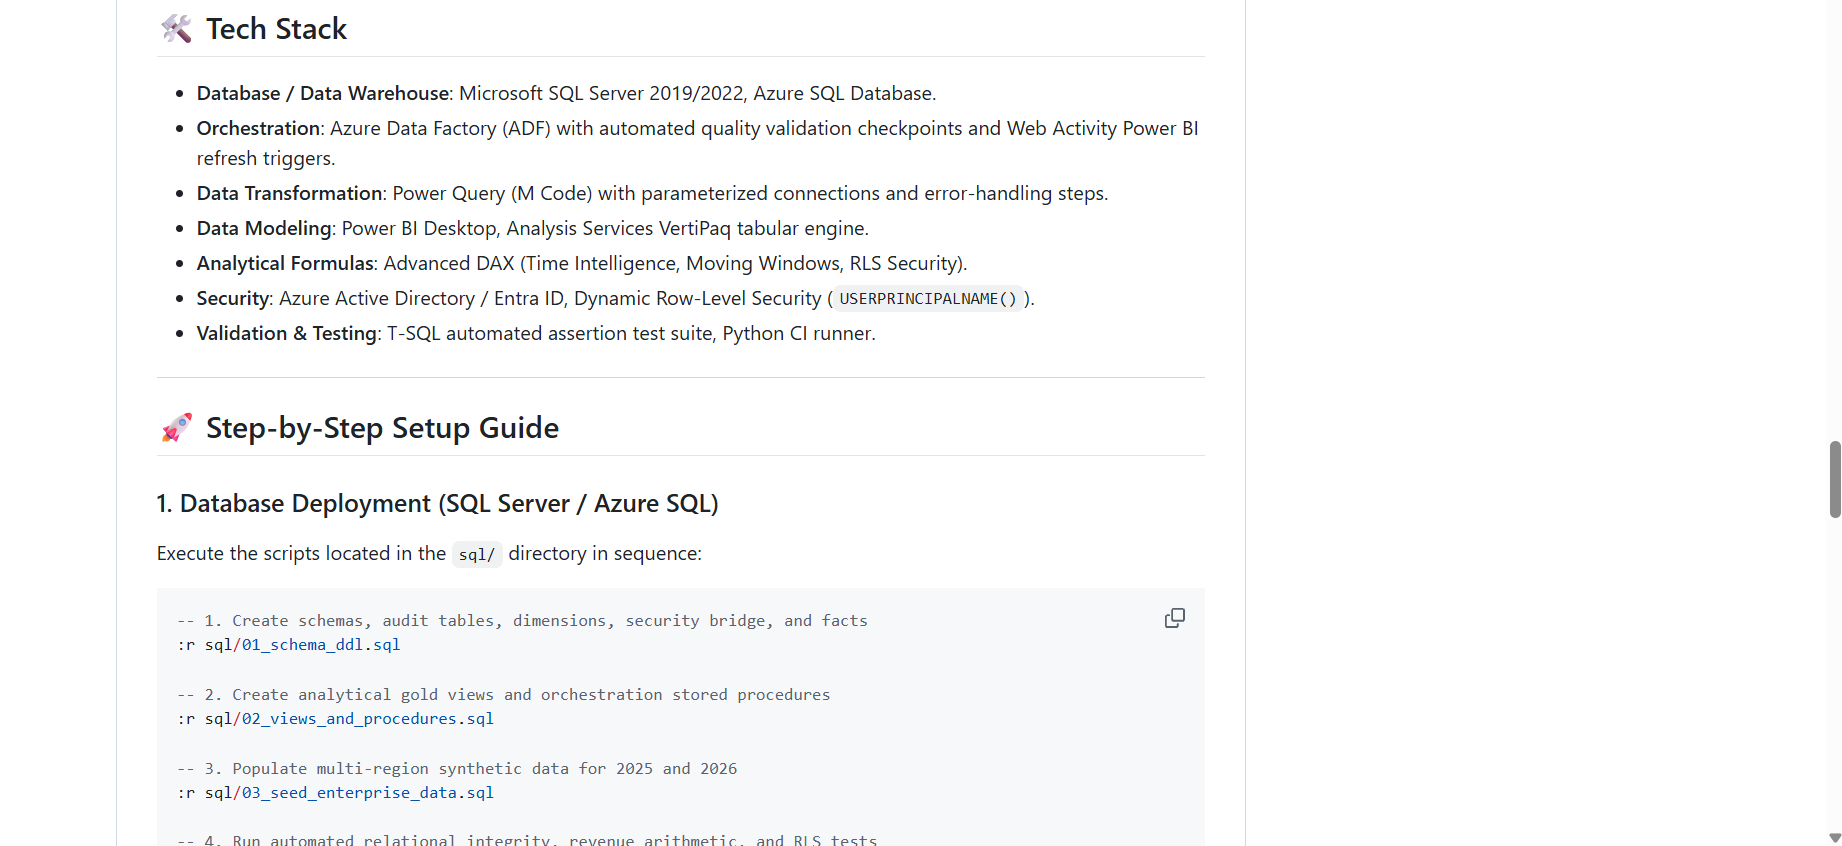 🛠️ Tech Stack
• Database / Data Warehouse: Microsoft SQL Server 2019/2022, Azure SQL Database.
• Orchestration: Azure Data Factory (ADF) with automated quality validation checkpoints and Web Activity Power BI
refresh triggers.
• Data Transformation: Power Query (M Code) with parameterized connections and error-handling steps.
• Data Modeling: Power BI Desktop, Analysis Services VertiPaq tabular engine.
• Analytical Formulas: Advanced DAX (Time Intelligence, Moving Windows, RLS Security).
• Security: Azure Active Directory / Entra ID, Dynamic Row-Level Security ( USERPRINCIPALNAME() ).
• Validation & Testing: T-SQL automated assertion test suite, Python CI runner.
🚀 Step-by-Step Setup Guide
1. Database Deployment (SQL Server / Azure SQL)
Execute the scripts located in the sql/ directory in sequence:
-- 1. Create schemas, audit tables, dimensions, security bridge, and facts
:r sql/01_schema_ddl.sql
-- 2. Create analytical gold views and orchestration stored procedures
:r sql/02_views_and_procedures.sql
-- 3. Populate multi-region synthetic data for 2025 and 2026
:r sql/03_seed_enterprise_data.sql
-- 4. Run automated relational integrity, revenue arithmetic, and RLS tests